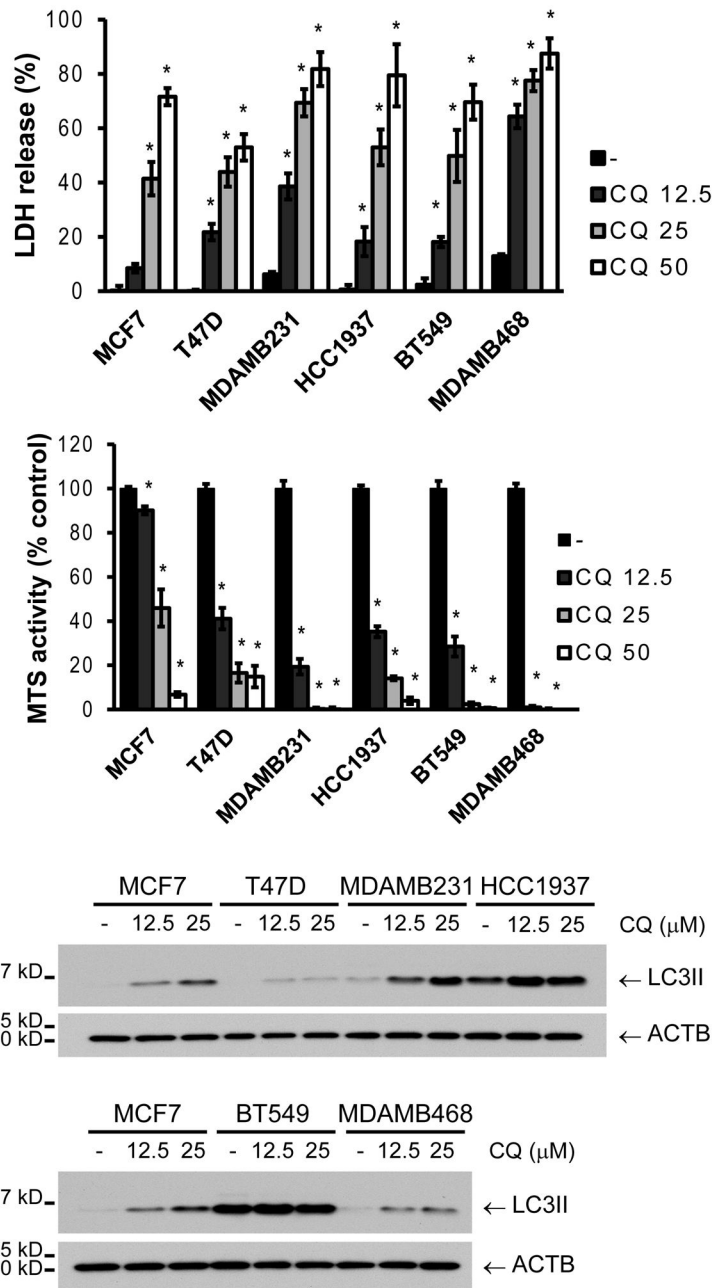 LDH release (%)
100
80
60
40
20
0
* * * * * * * * * * * * * * * * *
-
CQ 12.5
CQ 25
CQ 50
MCF7 T47D MDAMB231 HCC1937 BT549 MDAMB468
MTS activity (% control)
120
100
80
60
40
20
0
* * * * * * * * * * * * * * * * *
-
CQ 12.5
CQ 25
CQ 50
MCF7 T47D MDAMB231 HCC1937 BT549 MDAMB468
MCF7 T47D MDAMB231 HCC1937
- 12.5 25 - 12.5 25 - 12.5 25 - 12.5 25 CQ (μM)
7 kD
← LC3II
5 kD
0 kD
← ACTB
MCF7 BT549 MDAMB468
- 12.5 25 - 12.5 25 - 12.5 25 CQ (μM)
7 kD
← LC3II
5 kD
0 kD
← ACTB